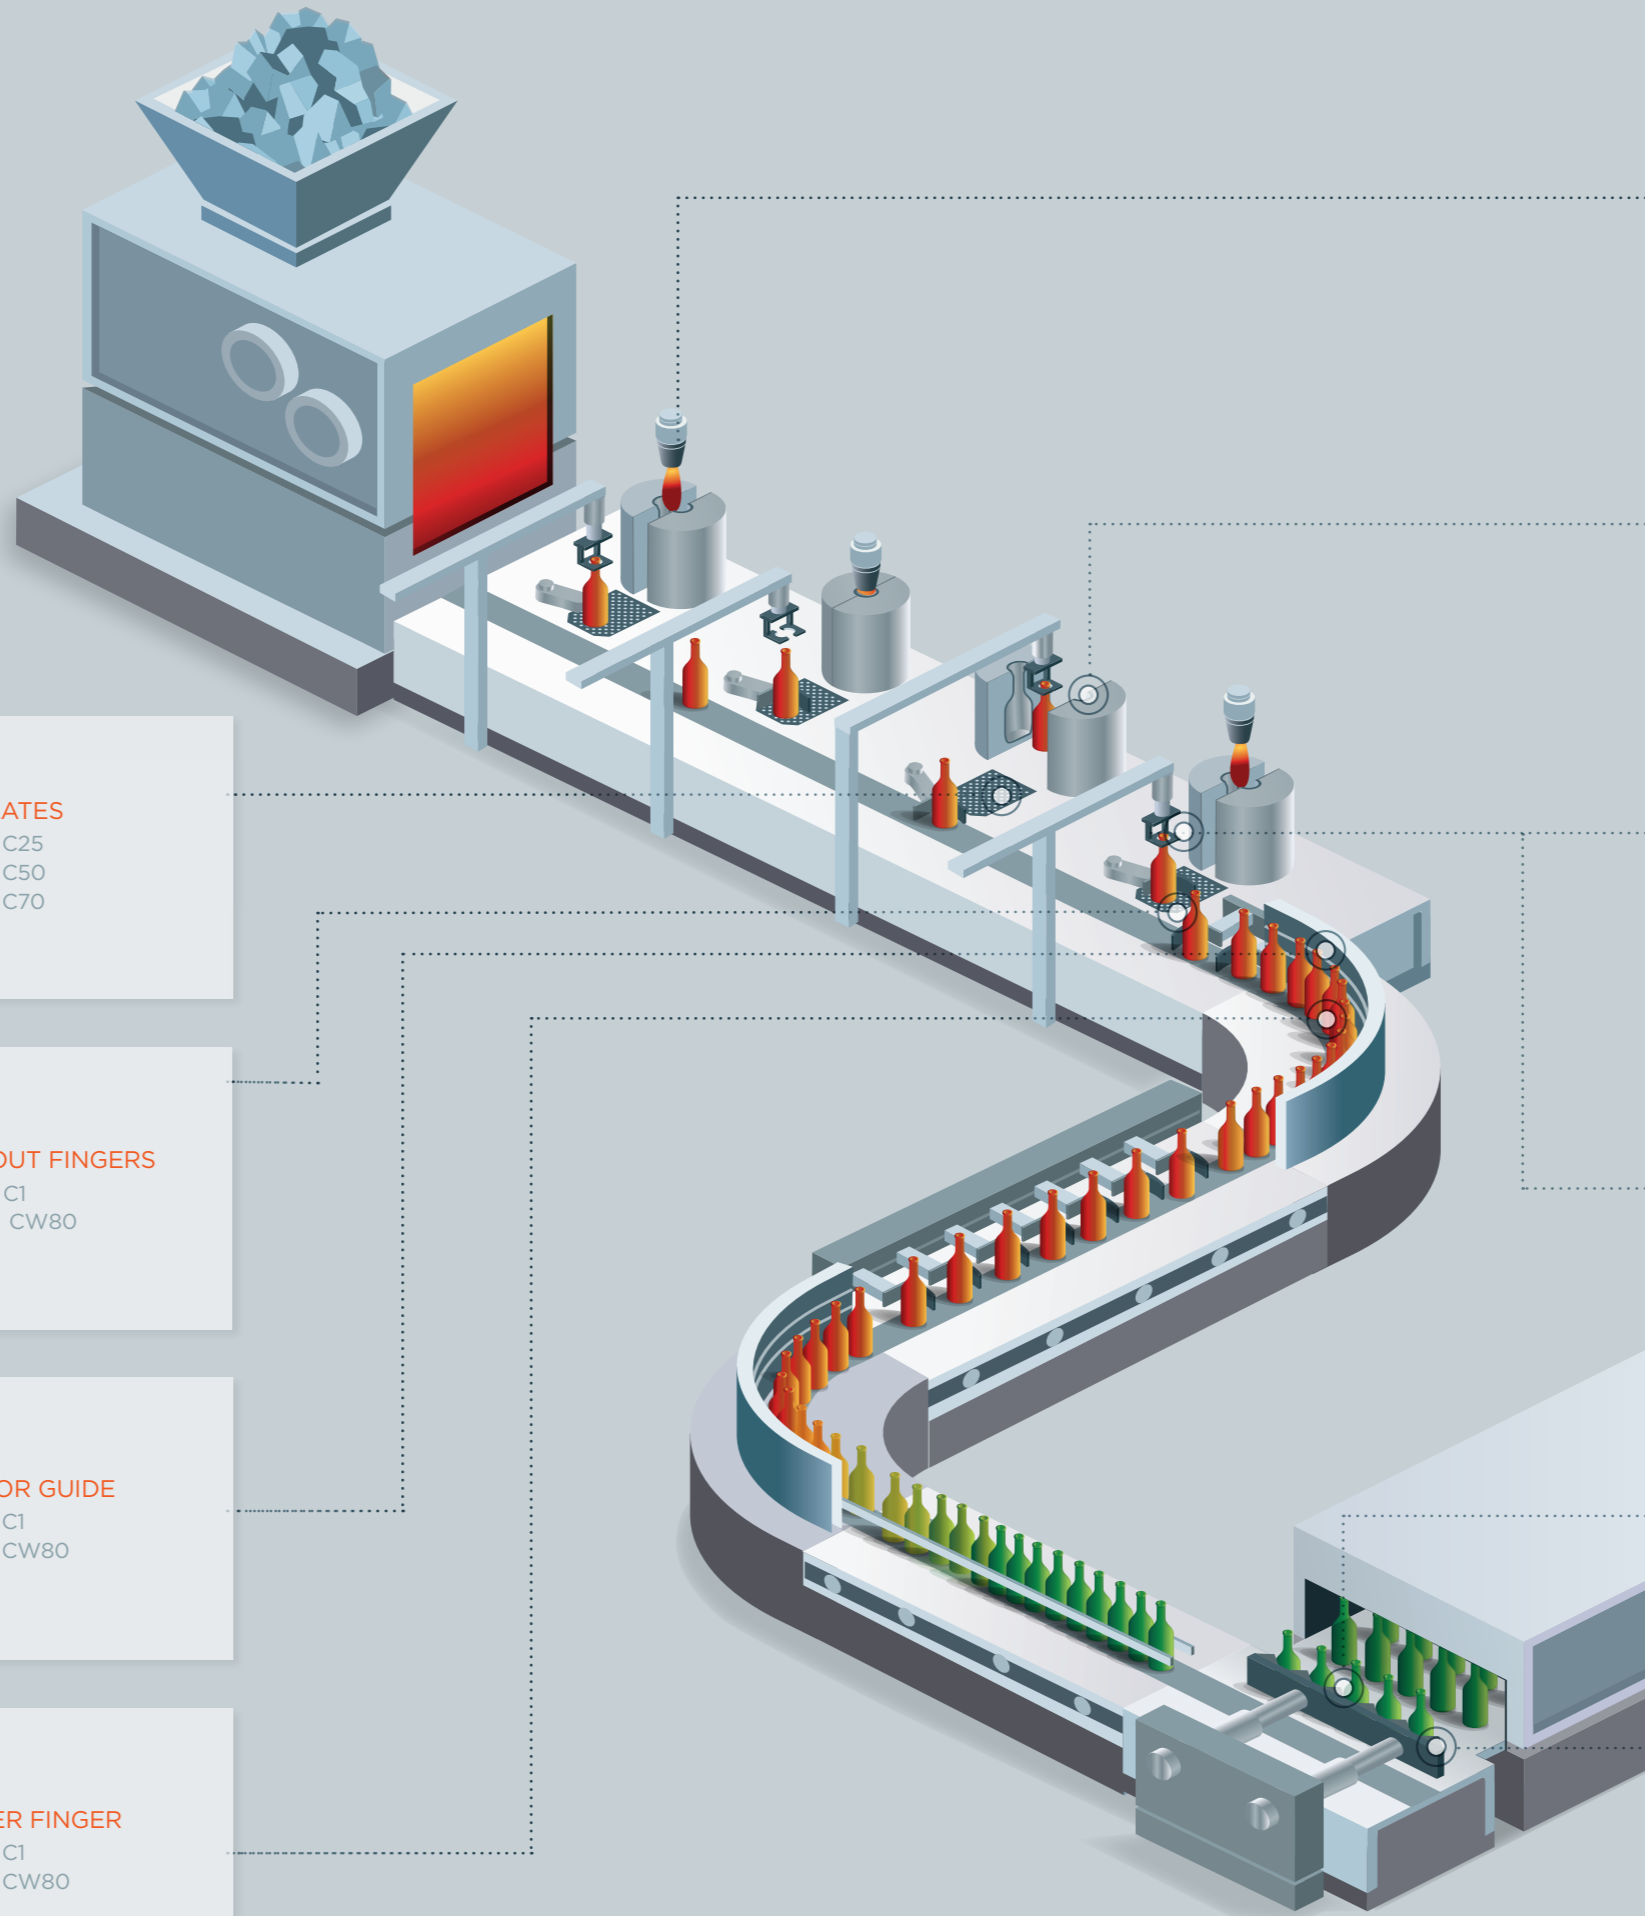 ATES
C25
C50
C70
OUT FINGERS
C1
CW80
OR GUIDE
C1
CW80
ER FINGER
C1
CW80